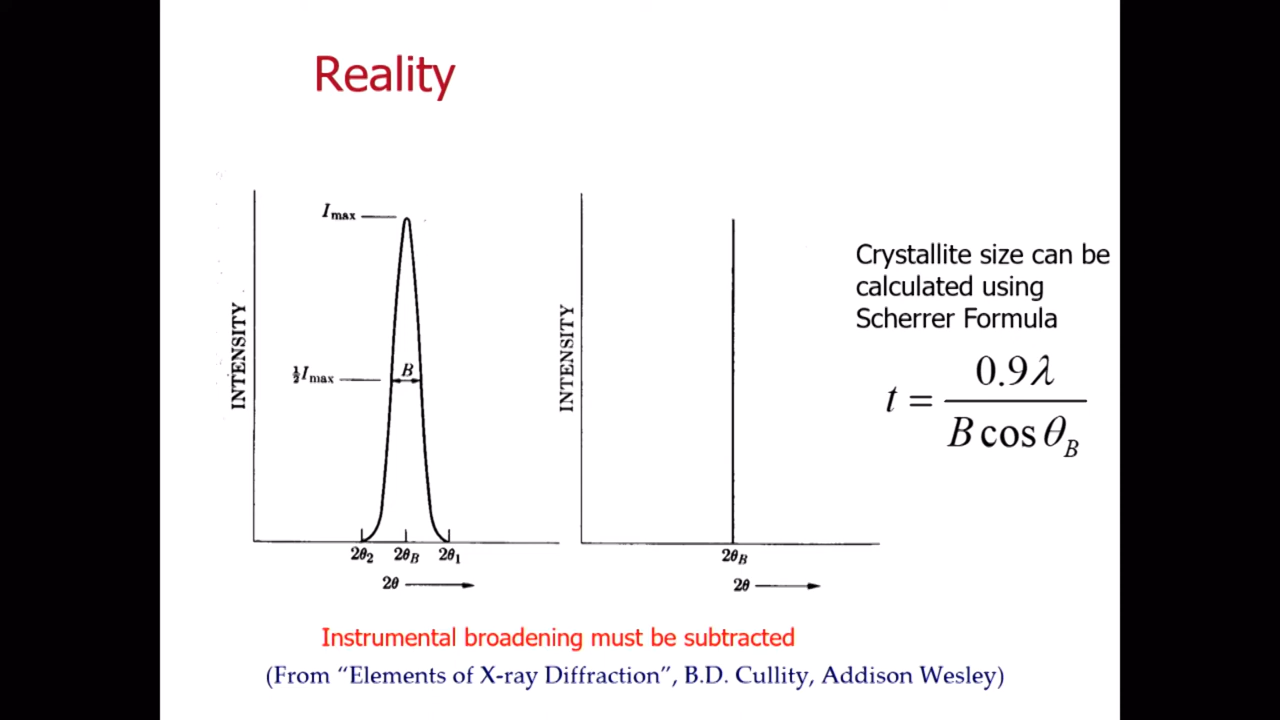 Reality
I_max
INTENSITY
½I_max
B
2θ₂ 2θ_B 2θ₁
2θ
INTENSITY
2θ_B
2θ
Crystallite size can be
calculated using
Scherrer Formula
t = 0.9λ / B cos θ_B
Instrumental broadening must be subtracted
(From “Elements of X-ray Diffraction”, B.D. Cullity, Addison Wesley)